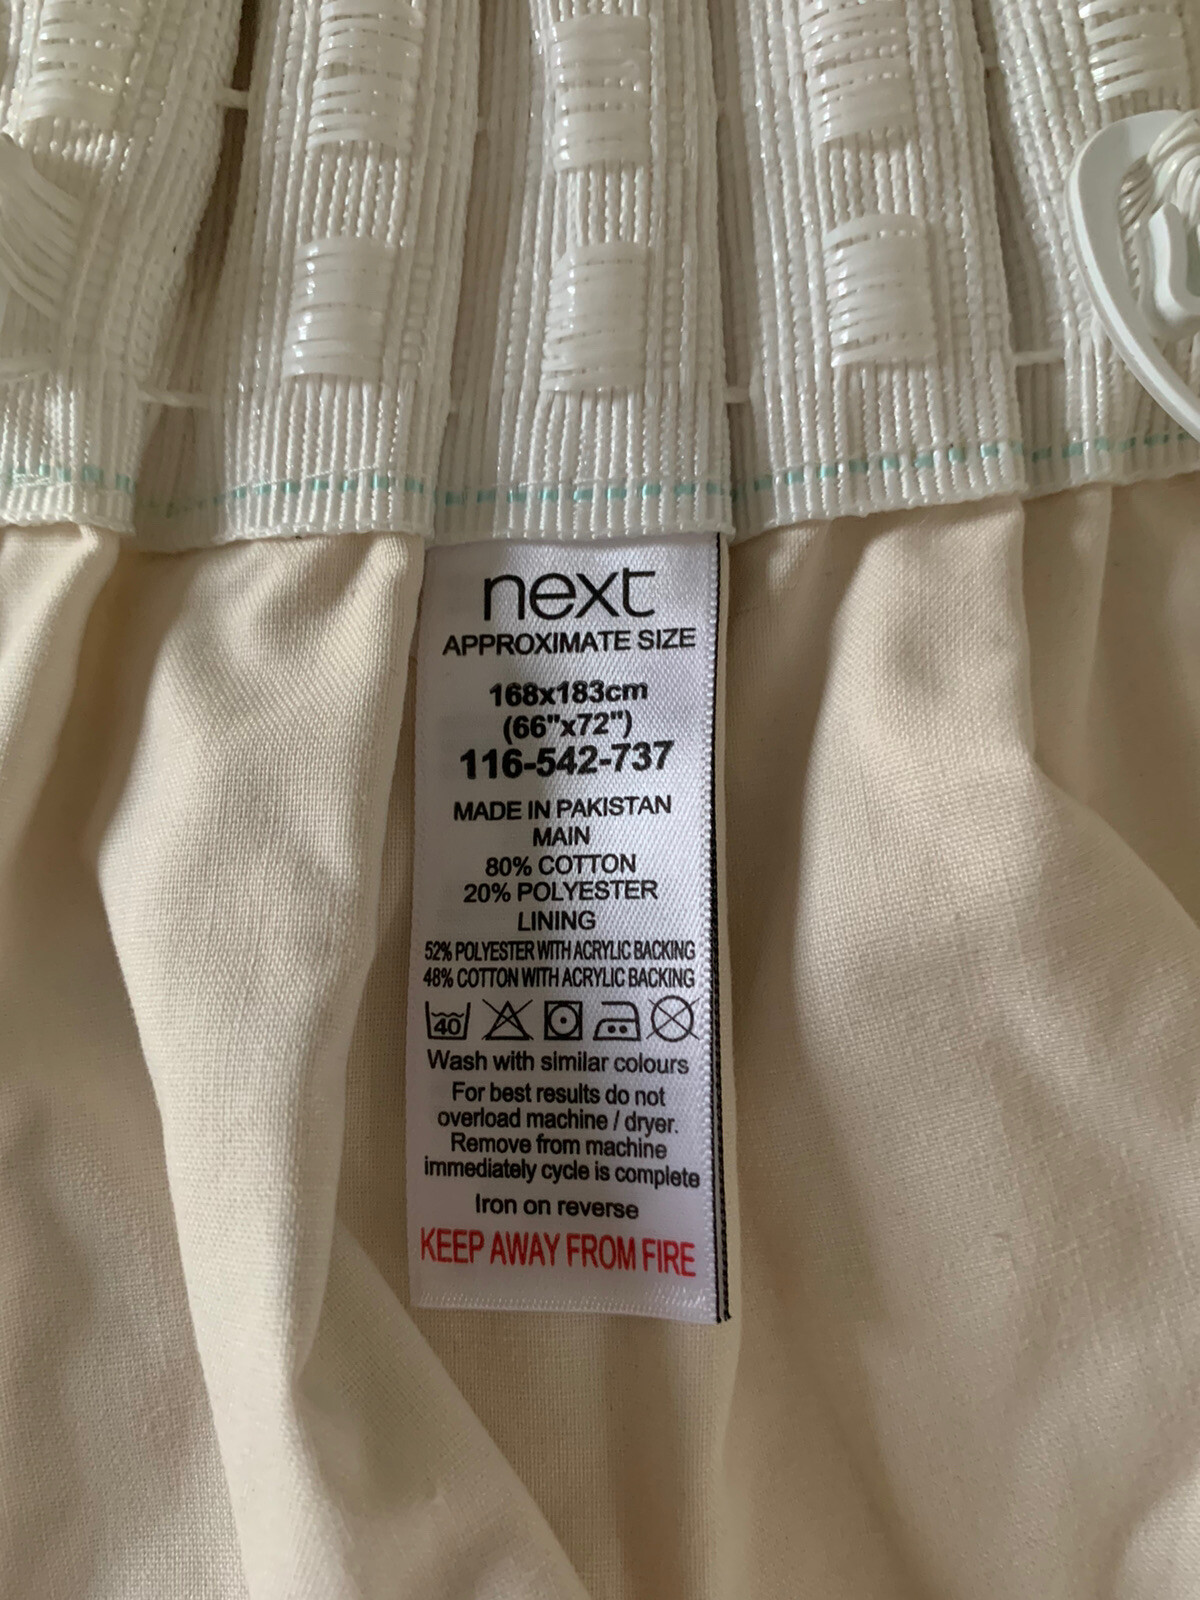 next
APPROXIMATE SIZE
168x183cm
(66"x72")
116-542-737
MADE IN PAKISTAN
MAIN
80% COTTON
20% POLYESTER
LINING
52% POLYESTER WITH ACRYLIC BACKING
48% COTTON WITH ACRYLIC BACKING
40
Wash with similar colours
For best results do not
overload machine / dryer.
Remove from machine
immediately cycle is complete
Iron on reverse
KEEP AWAY FROM FIRE